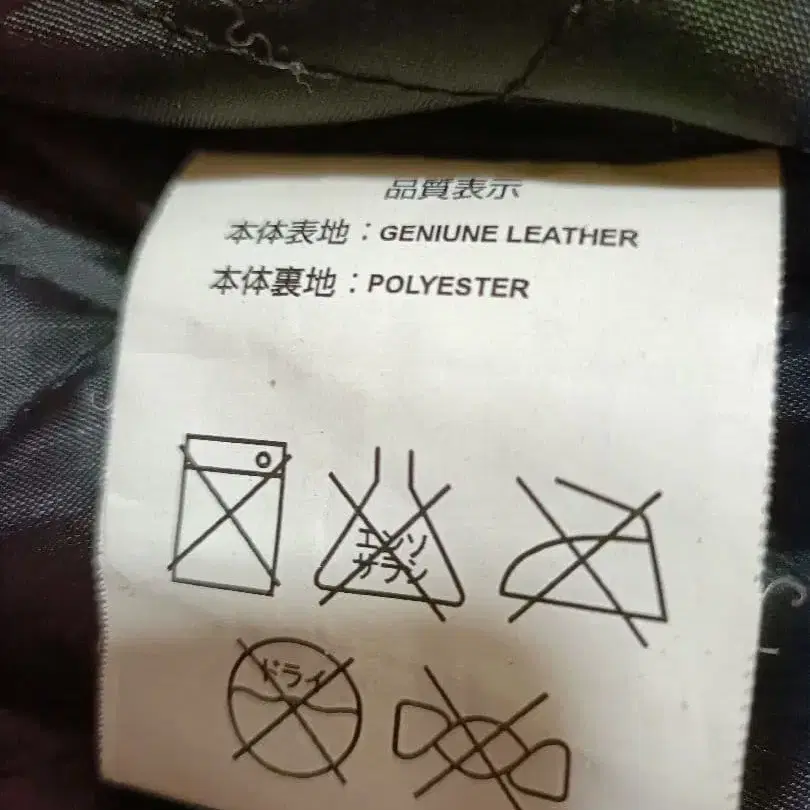 品質表示
本体表地：GENIUNE LEATHER
本体裏地：POLYESTER
エンソ
サラシ
ドライ